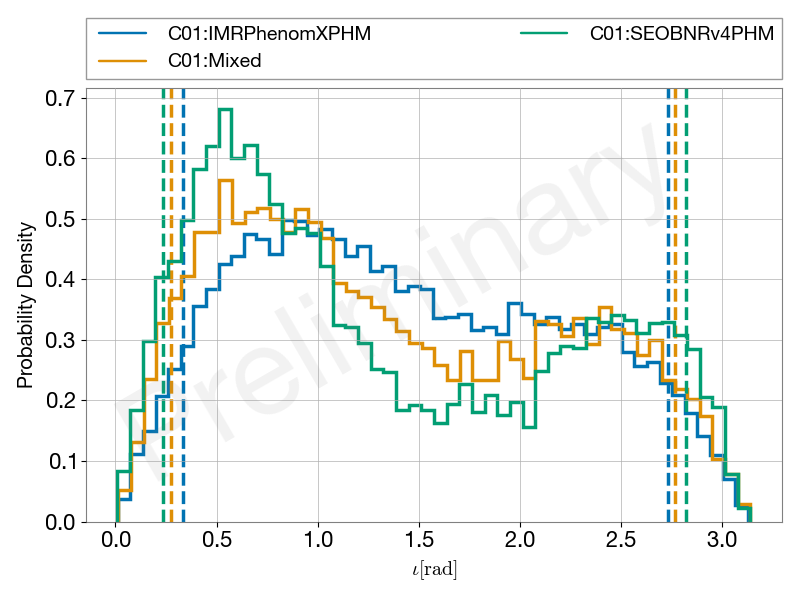 C01:IMRPhenomXPHM
C01:Mixed
C01:SEOBNRv4PHM
0.7
0.6
0.5
0.4
0.3
0.2
0.1
0.0
Probability Density
Preliminary
0.0 0.5 1.0 1.5 2.0 2.5 3.0
ι[rad]